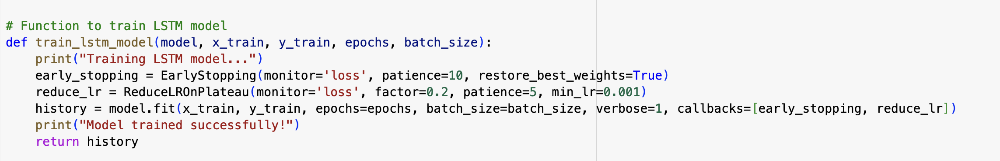 # Function to train LSTM model
def train_lstm_model(model, x_train, y_train, epochs, batch_size):
    print("Training LSTM model...")
    early_stopping = EarlyStopping(monitor='loss', patience=10, restore_best_weights=True)
    reduce_lr = ReduceLROnPlateau(monitor='loss', factor=0.2, patience=5, min_lr=0.001)
    history = model.fit(x_train, y_train, epochs=epochs, batch_size=batch_size, verbose=1, callbacks=[early_stopping, reduce_lr])
    print("Model trained successfully!")
    return history